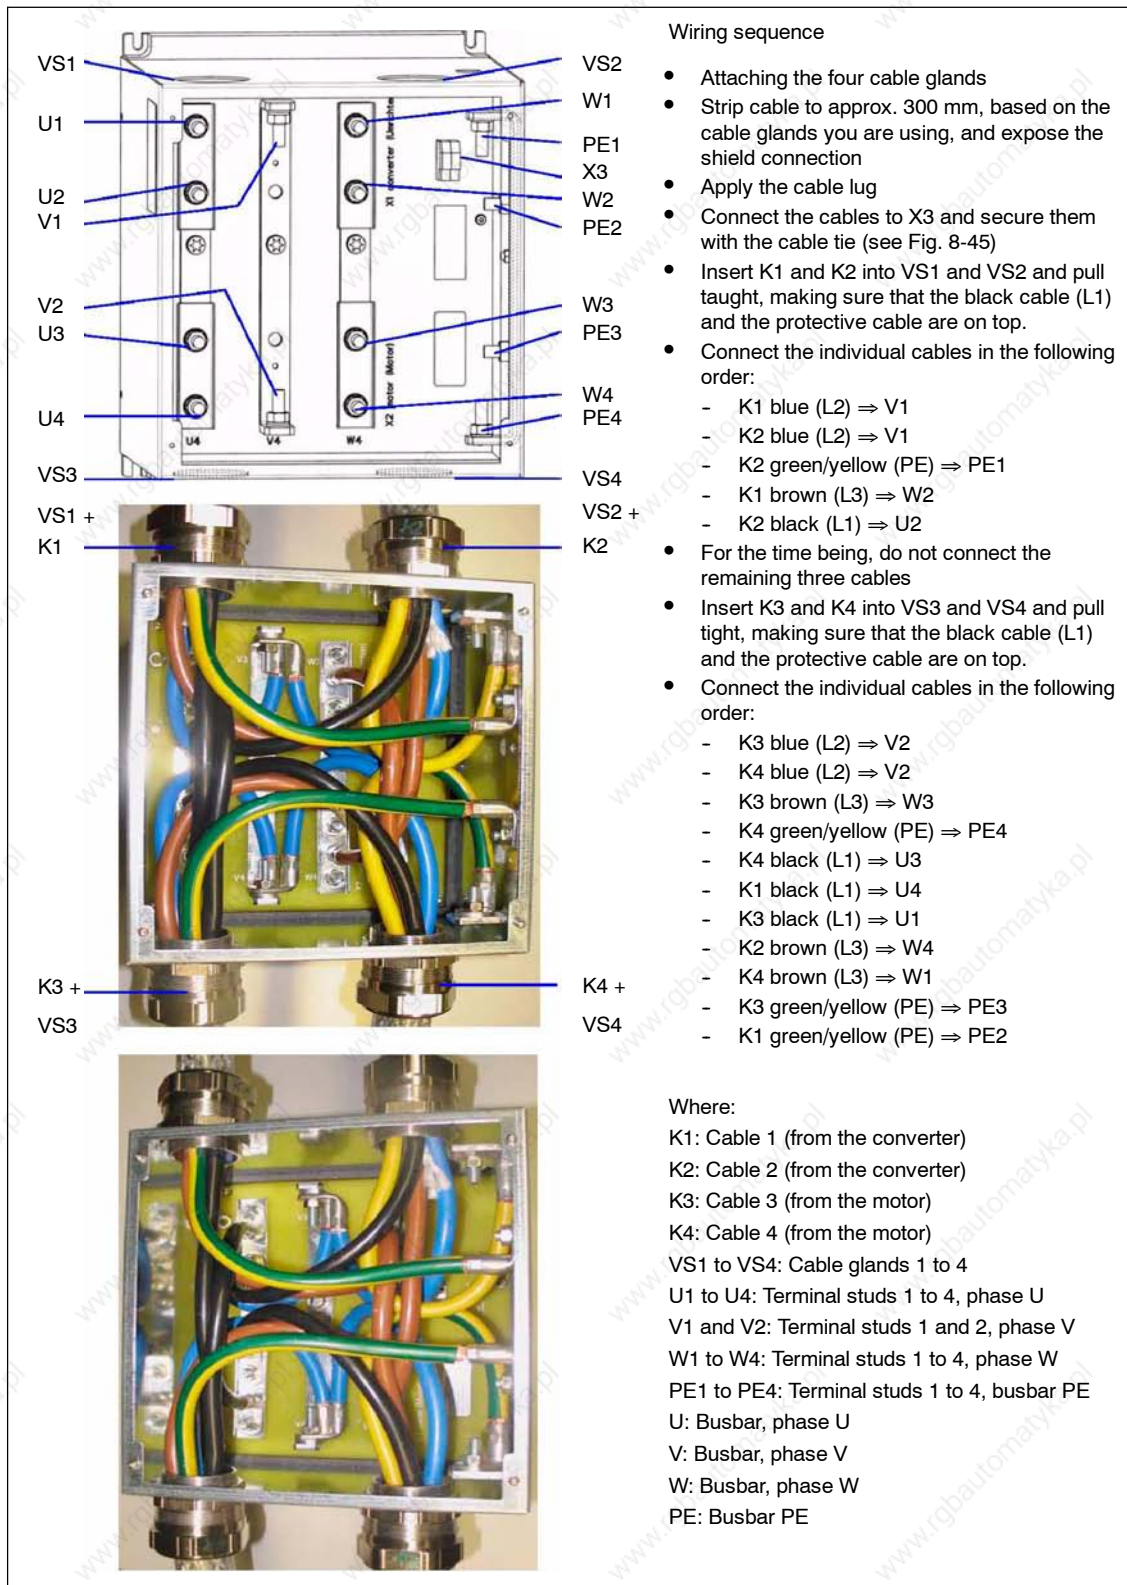 VS1
U1
U2
V1
V2
U3
U4
VS3
VS2
W1
PE1
X3
W2
PE2
W3
PE3
W4
PE4
VS4
U4
V4
W4
X1 converter
X2 motor (Motor)
VS1 +
K1
VS2 +
K2
K3 +
VS3
K4 +
VS4
Wiring sequence
• Attaching the four cable glands
• Strip cable to approx. 300 mm, based on the
cable glands you are using, and expose the
shield connection
• Apply the cable lug
• Connect the cables to X3 and secure them
with the cable tie (see Fig. 8-45)
• Insert K1 and K2 into VS1 and VS2 and pull
taught, making sure that the black cable (L1)
and the protective cable are on top.
• Connect the individual cables in the following
order:
- K1 blue (L2) ⇒ V1
- K2 blue (L2) ⇒ V1
- K2 green/yellow (PE) ⇒ PE1
- K1 brown (L3) ⇒ W2
- K2 black (L1) ⇒ U2
• For the time being, do not connect the
remaining three cables
• Insert K3 and K4 into VS3 and VS4 and pull
tight, making sure that the black cable (L1)
and the protective cable are on top.
• Connect the individual cables in the following
order:
- K3 blue (L2) ⇒ V2
- K4 blue (L2) ⇒ V2
- K3 brown (L3) ⇒ W3
- K4 green/yellow (PE) ⇒ PE4
- K4 black (L1) ⇒ U3
- K1 black (L1) ⇒ U4
- K3 black (L1) ⇒ U1
- K2 brown (L3) ⇒ W4
- K4 brown (L3) ⇒ W1
- K3 green/yellow (PE) ⇒ PE3
- K1 green/yellow (PE) ⇒ PE2
Where:
K1: Cable 1 (from the converter)
K2: Cable 2 (from the converter)
K3: Cable 3 (from the motor)
K4: Cable 4 (from the motor)
VS1 to VS4: Cable glands 1 to 4
U1 to U4: Terminal studs 1 to 4, phase U
V1 and V2: Terminal studs 1 and 2, phase V
W1 to W4: Terminal studs 1 to 4, phase W
PE1 to PE4: Terminal studs 1 to 4, busbar PE
U: Busbar, phase U
V: Busbar, phase V
W: Busbar, phase W
PE: Busbar PE
www.rgbautomatyka.pl